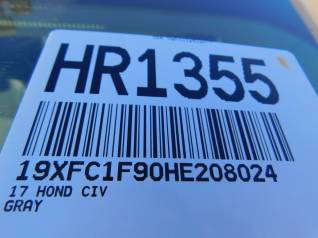 HR1355
19XFC1F90HE208024
17 HOND CIV
GRAY